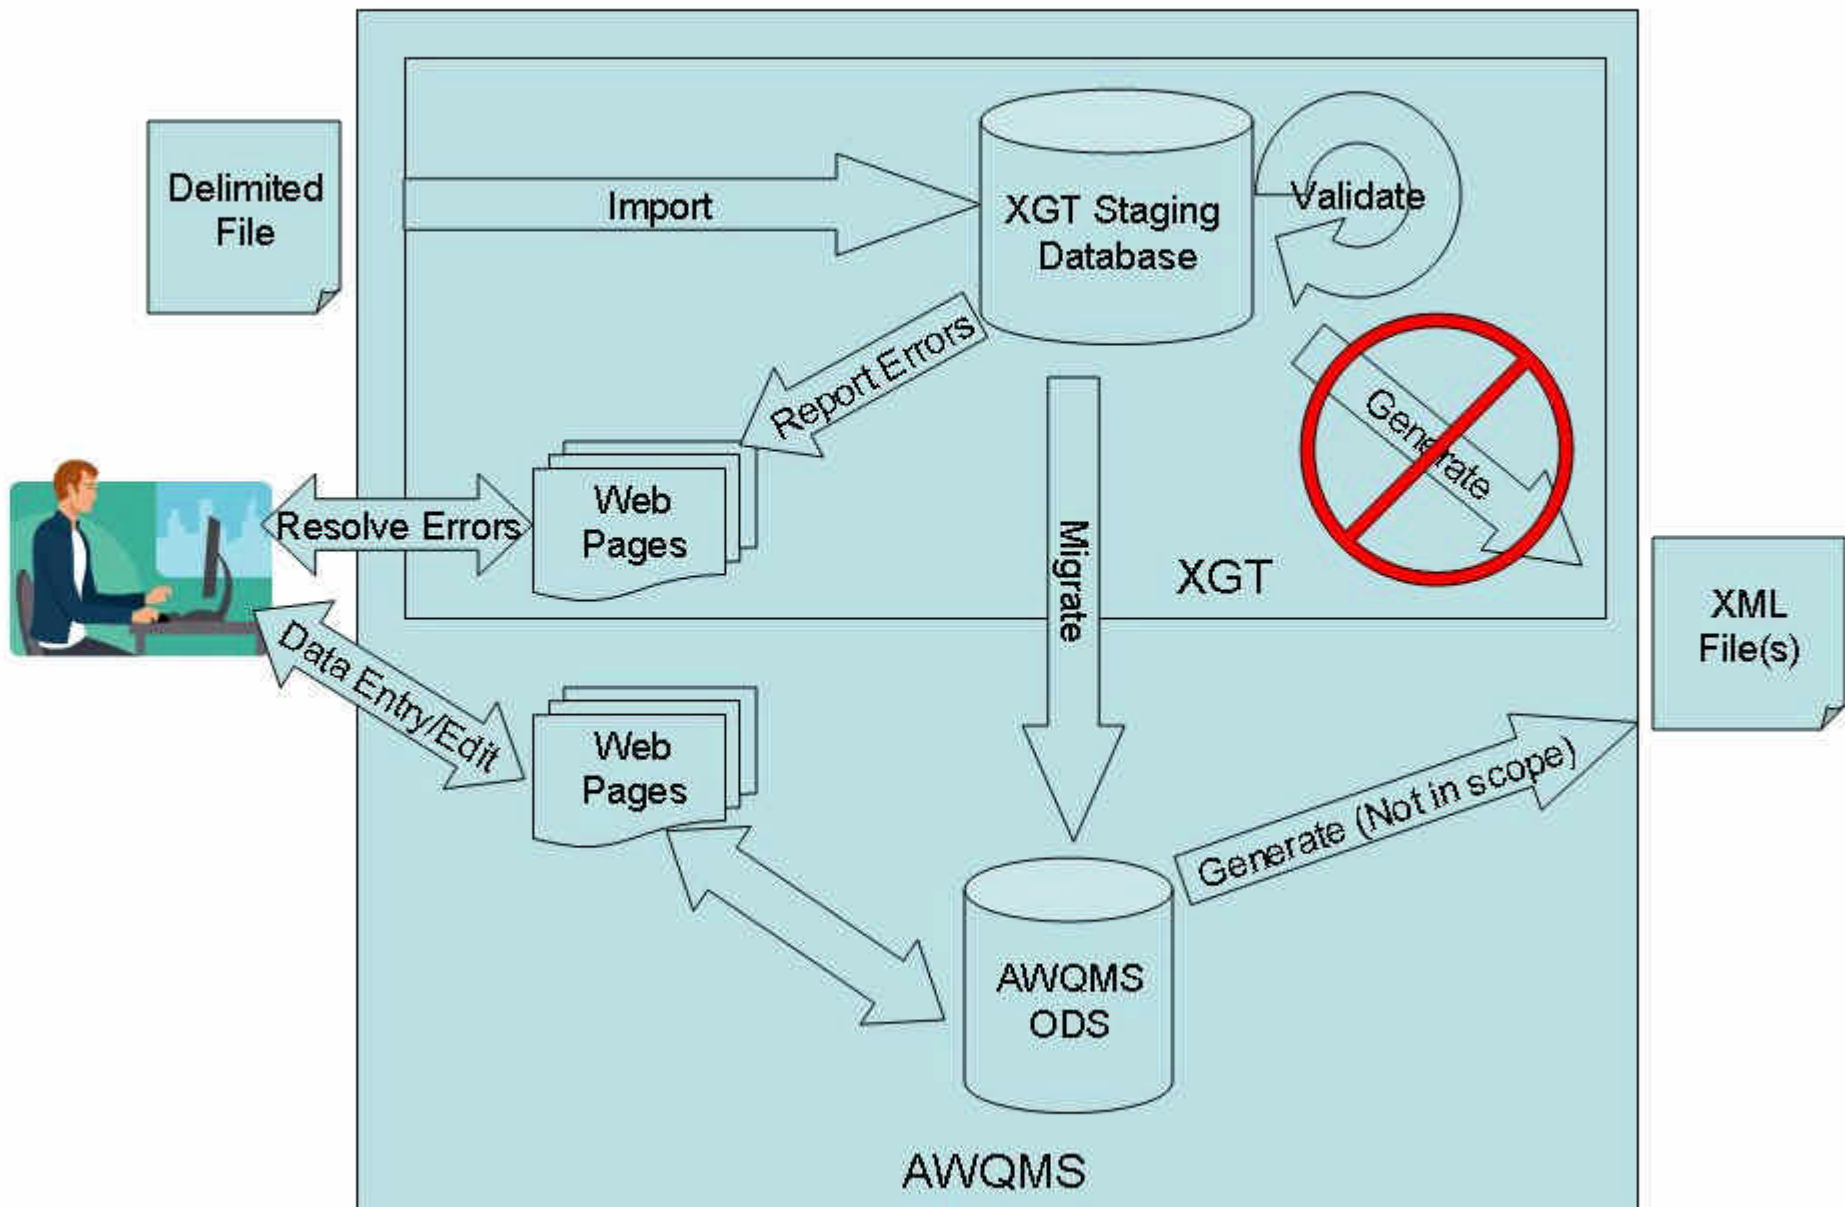 Delimited
File
Import
XGT Staging
Database
Validate
Report Errors
Generate
Resolve Errors
Web
Pages
Migrate
XGT
XML
File(s)
Data Entry/Edit
Web
Pages
Generate (Not in scope)
AWQMS
ODS
AWQMS